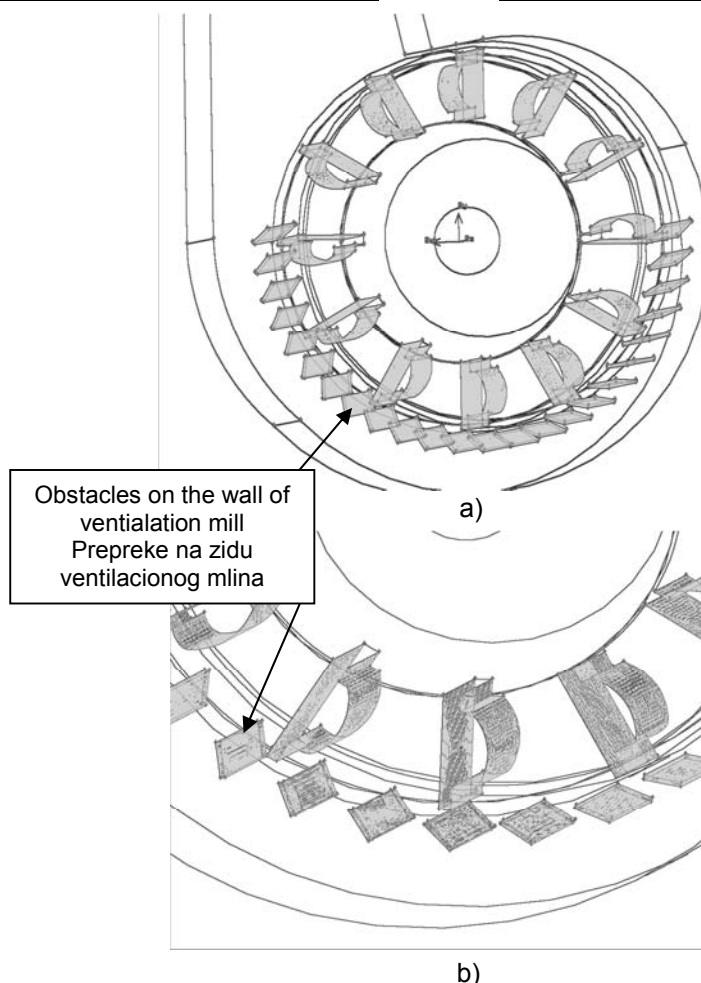 a)
Obstacles on the wall of
ventialation mill
Prepreke na zidu
ventilacionog mlina
b)